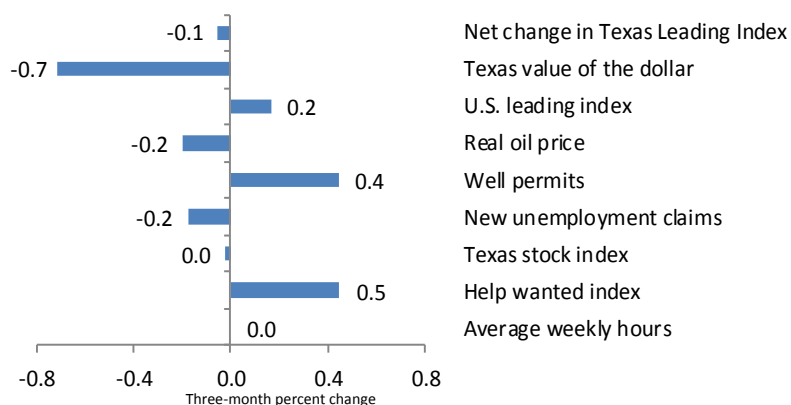 -0.1 Net change in Texas Leading Index
-0.7 Texas value of the dollar
0.2 U.S. leading index
-0.2 Real oil price
0.4 Well permits
-0.2 New unemployment claims
0.0 Texas stock index
0.5 Help wanted index
0.0 Average weekly hours
-0.8 -0.4 0.0 0.4 0.8
Three-month percent change